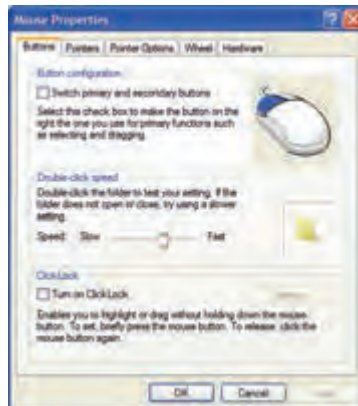 Mouse Properties
Buttons Pointers Pointer Options Wheel Hardware
Button configuration
Switch primary and secondary buttons
Select this check box to make the button on the
right the one you use for primary functions such
as selecting and dragging.
Double-click speed
Double-click the folder to test your setting. If the
folder does not open or close, try using a slower
setting.
Speed: Slow Fast
ClickLock
Turn on ClickLock
Enables you to highlight or drag without holding down the mouse
button. To set, briefly press the mouse button. To release, click the
mouse button again.
OK Cancel